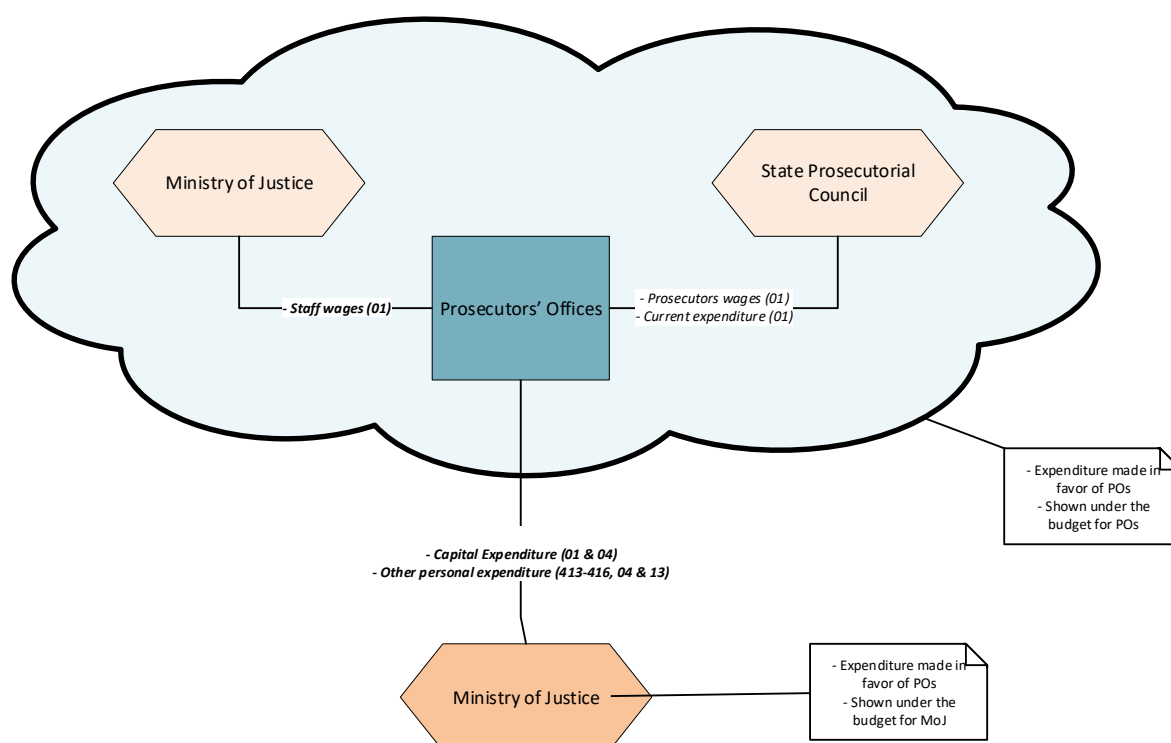 Ministry of Justice
State Prosecutorial
Council
- Staff wages (01)
Prosecutors’ Offices
- Prosecutors wages (01)
- Current expenditure (01)
- Expenditure made in
favor of POs
- Shown under the
budget for POs
- Capital Expenditure (01 & 04)
- Other personal expenditure (413-416, 04 & 13)
Ministry of Justice
- Expenditure made in
favor of POs
- Shown under the
budget for MoJ